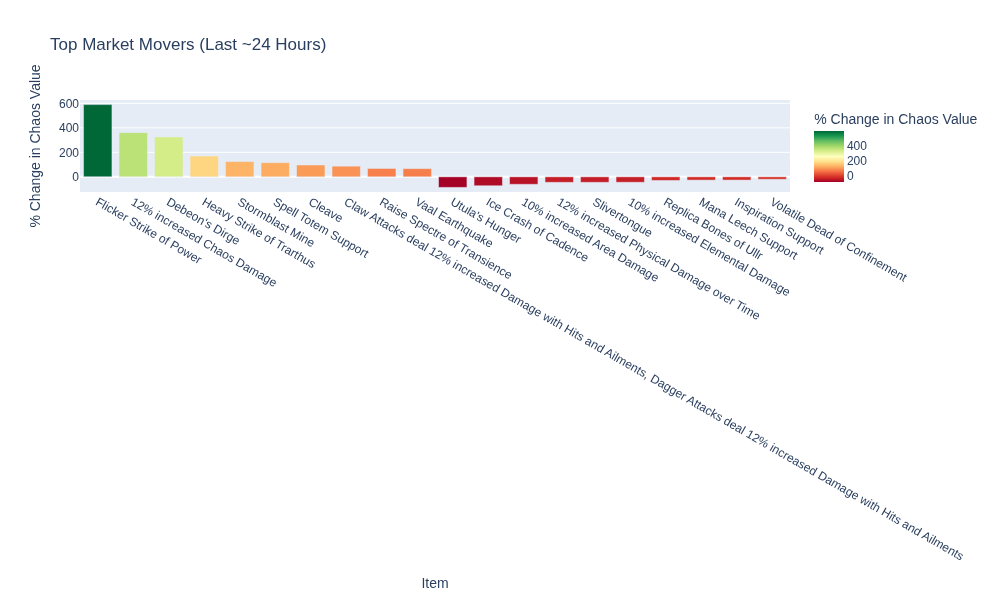 Top Market Movers (Last ~24 Hours)
% Change in Chaos Value
600
400
200
0
% Change in Chaos Value
400
200
0
Flicker Strike of Power
12% increased Chaos Damage
Debeon's Dirge
Heavy Strike of Trarthus
Stormblast Mine
Spell Totem Support
Cleave
Claw Attacks deal 12% increased Damage with Hits and Ailments, Dagger Attacks deal 12% increased Damage with Hits and Ailments
Raise Spectre of Transience
Vaal Earthquake
Utula's Hunger
Ice Crash of Cadence
10% increased Area Damage
12% increased Physical Damage over Time
Slivertongue
10% increased Elemental Damage
Replica Bones of Ullr
Mana Leech Support
Inspiration Support
Volatile Dead of Confinement
Item